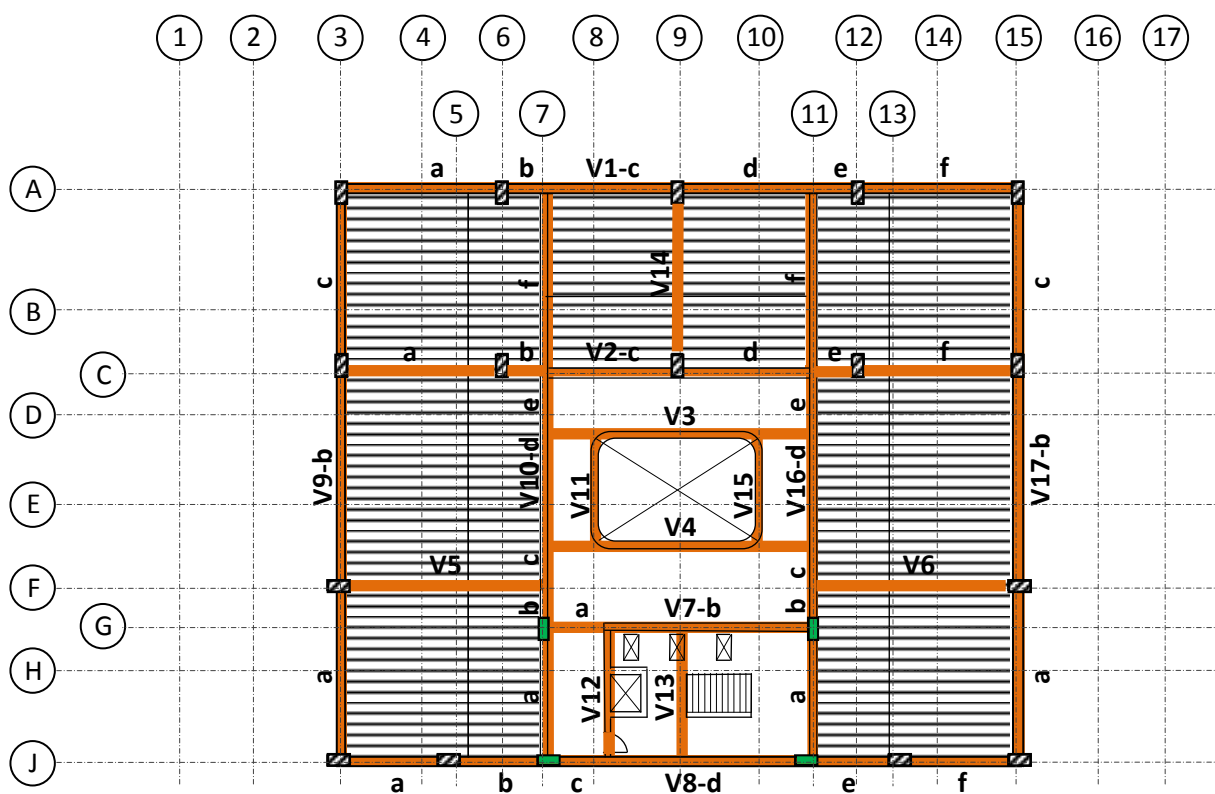 1 2 3 4 6 8 9 10 12 14 15 16 17
5 7 11 13
a b V1-c d e f
A
c f V14 f c
B
a b V2-c d e f
C
e e
D
V3
V9-b V10-d V11 V15 V16-d V17-b
E
V4
V5 c c V6
F
b a V7-b b
G
H
a a V12 V13 a a
J
a b c V8-d e f